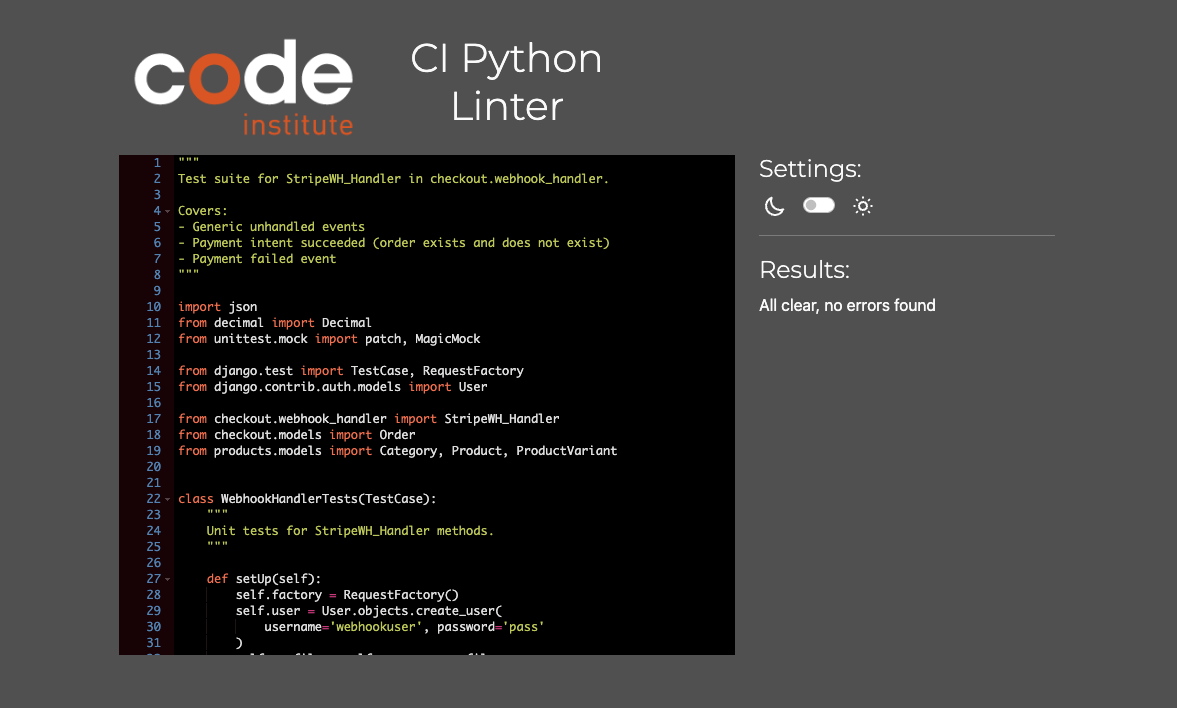 code
institute
CI Python
Linter
1 """
2 Test suite for StripeWH_Handler in checkout.webhook_handler.
3
4 Covers:
5 - Generic unhandled events
6 - Payment intent succeeded (order exists and does not exist)
7 - Payment failed event
8 """
9
10 import json
11 from decimal import Decimal
12 from unittest.mock import patch, MagicMock
13
14 from django.test import TestCase, RequestFactory
15 from django.contrib.auth.models import User
16
17 from checkout.webhook_handler import StripeWH_Handler
18 from checkout.models import Order
19 from products.models import Category, Product, ProductVariant
20
21
22 class WebhookHandlerTests(TestCase):
23     """
24     Unit tests for StripeWH_Handler methods.
25     """
26
27     def setUp(self):
28         self.factory = RequestFactory()
29         self.user = User.objects.create_user(
30             username='webhookuser', password='pass'
31         )
Settings:
Results:
All clear, no errors found